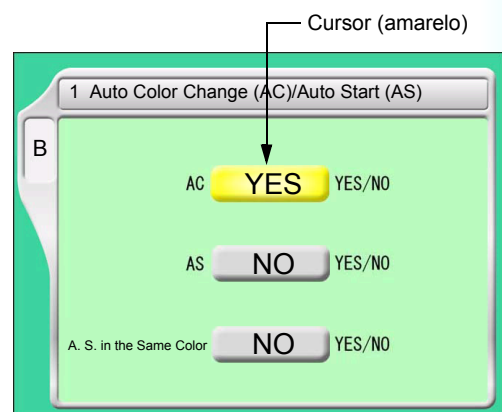 Cursor (amarelo)
1 Auto Color Change (AC)/Auto Start (AS)
B
AC YES YES/NO
AS NO YES/NO
A. S. in the Same Color NO YES/NO